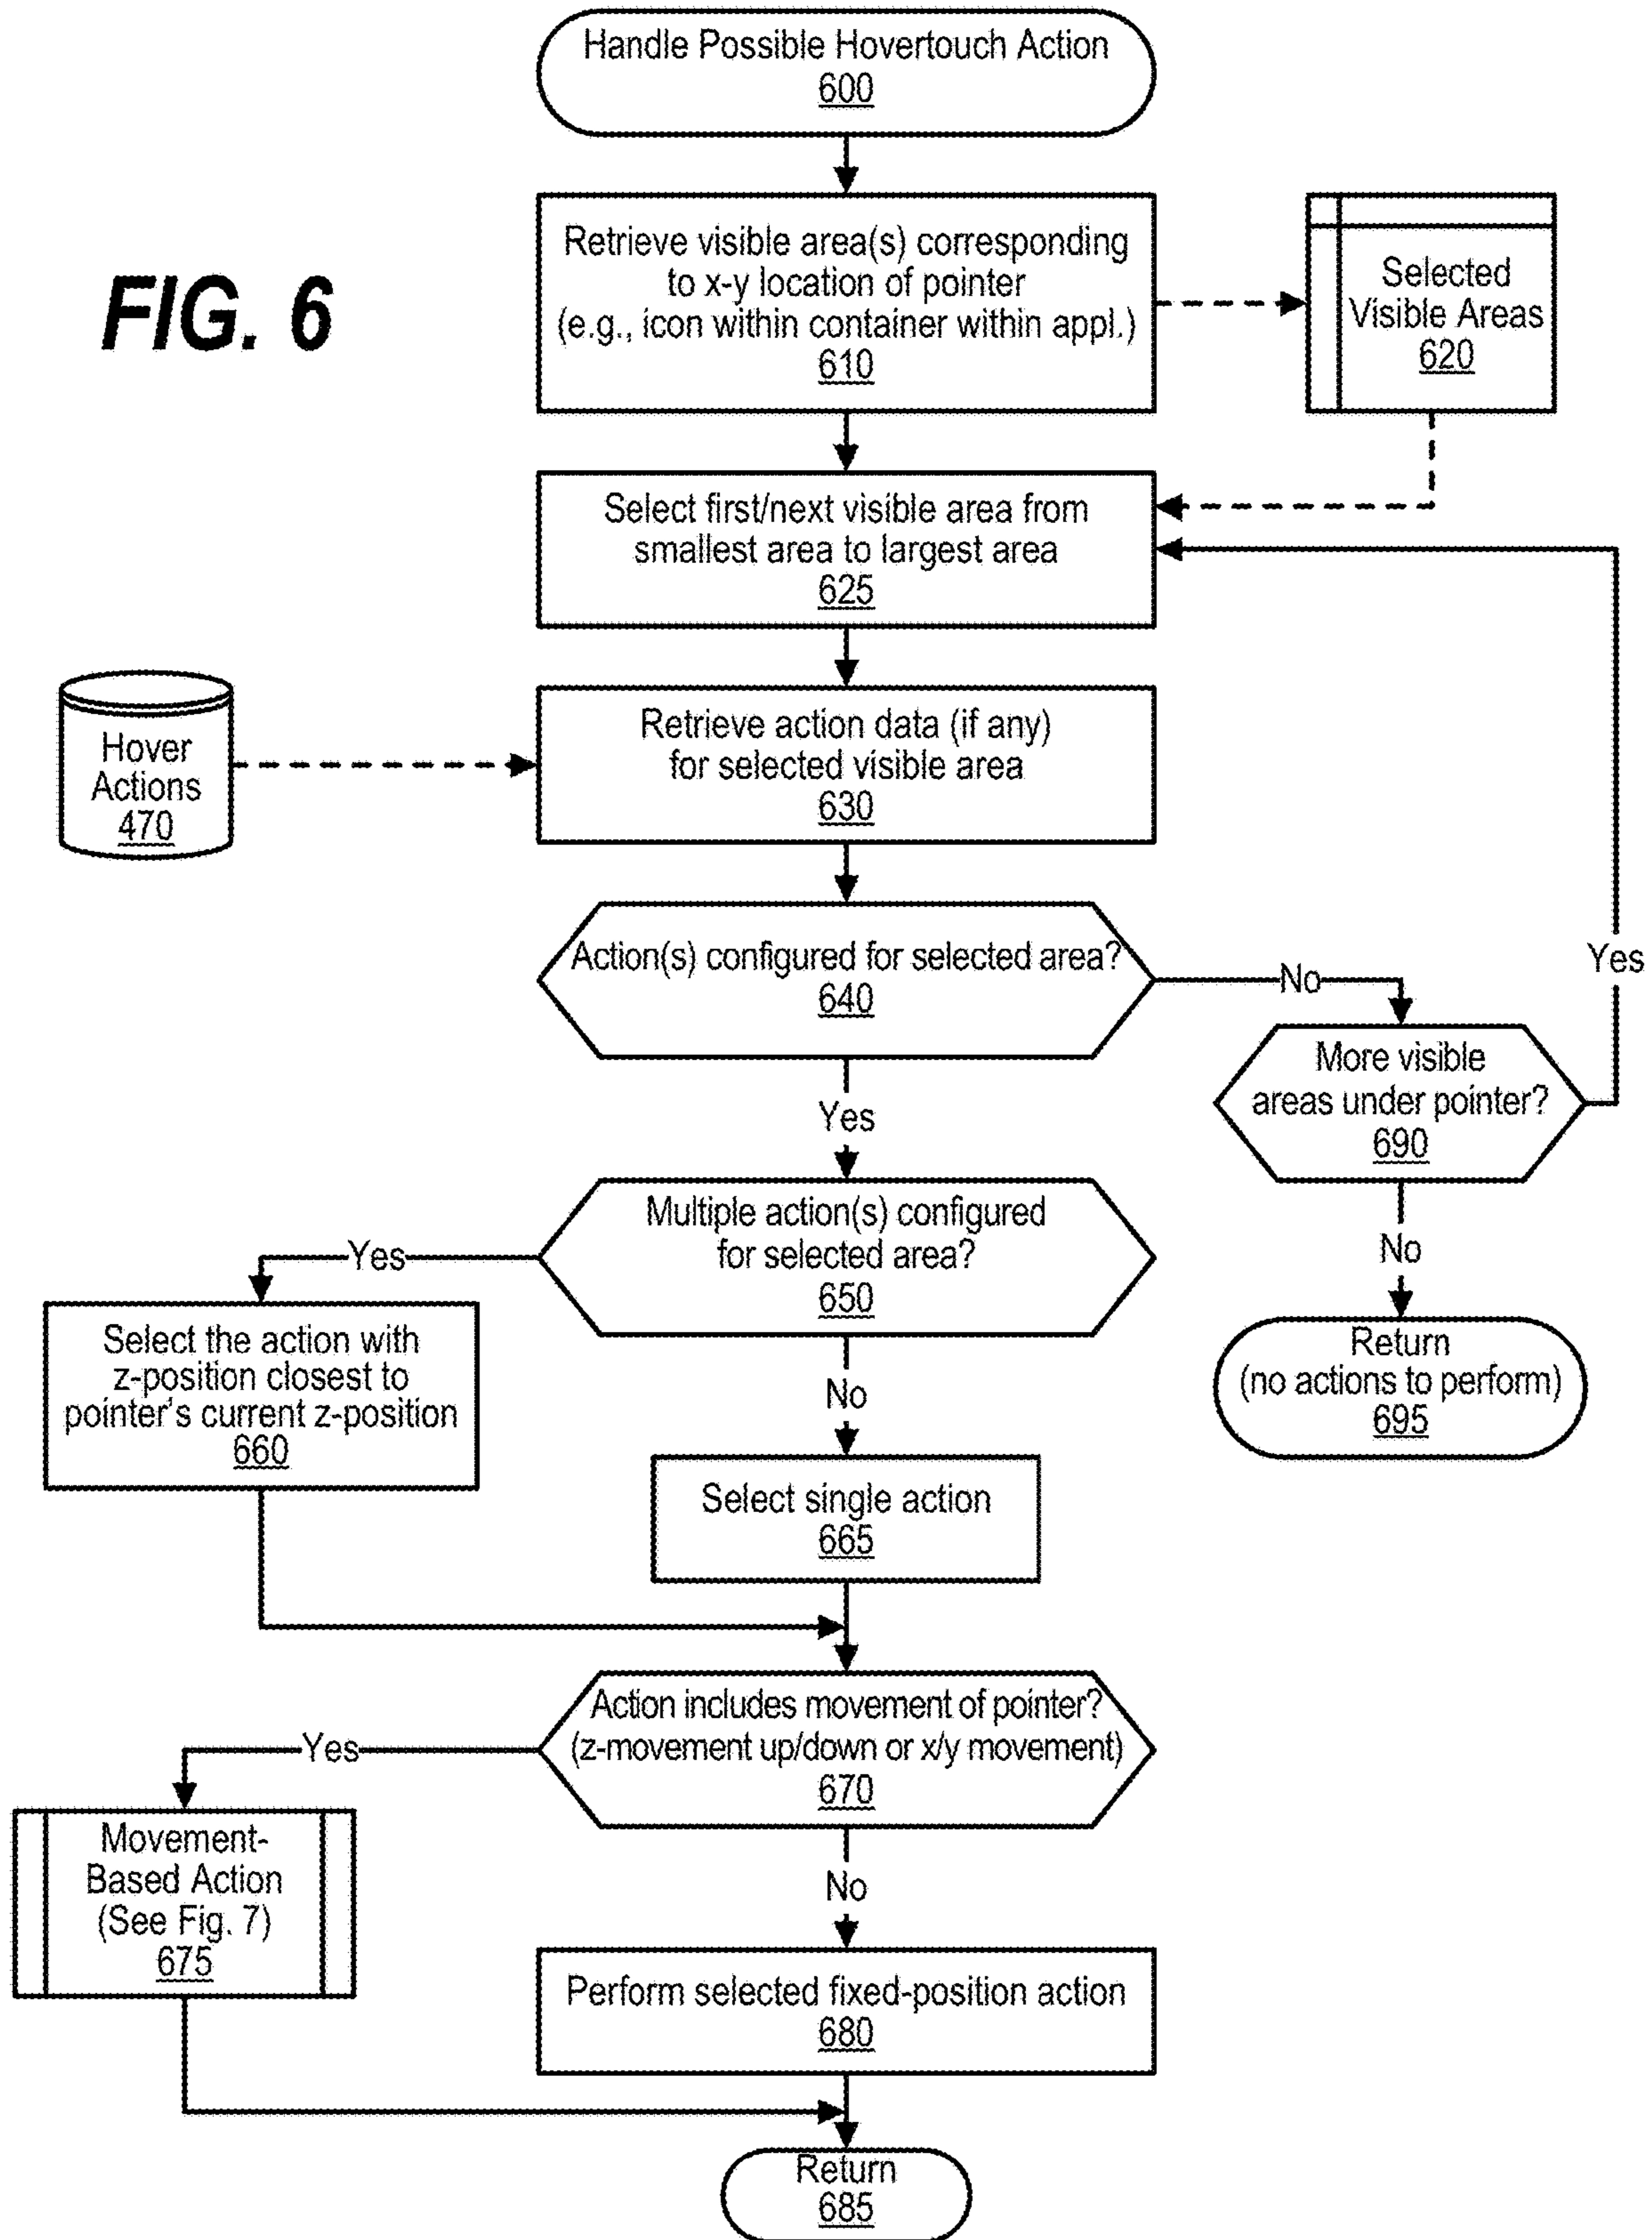 Handle Possible Hovertouch Action
600
FIG. 6
Retrieve visible area(s) corresponding
to x-y location of pointer
(e.g., icon within container within appl.)
610
Selected
Visible Areas
620
Select first/next visible area from
smallest area to largest area
625
Hover
Actions
470
Retrieve action data (if any)
for selected visible area
630
Action(s) configured for selected area?
640
No
Yes
More visible
areas under pointer?
690
Yes
Multiple action(s) configured
for selected area?
650
Yes
No
Select the action with
z-position closest to
pointer's current z-position
660
No
Return
(no actions to perform)
695
Select single action
665
Action includes movement of pointer?
(z-movement up/down or x/y movement)
670
Yes
Movement-
Based Action
(See Fig. 7)
675
No
Perform selected fixed-position action
680
Return
685